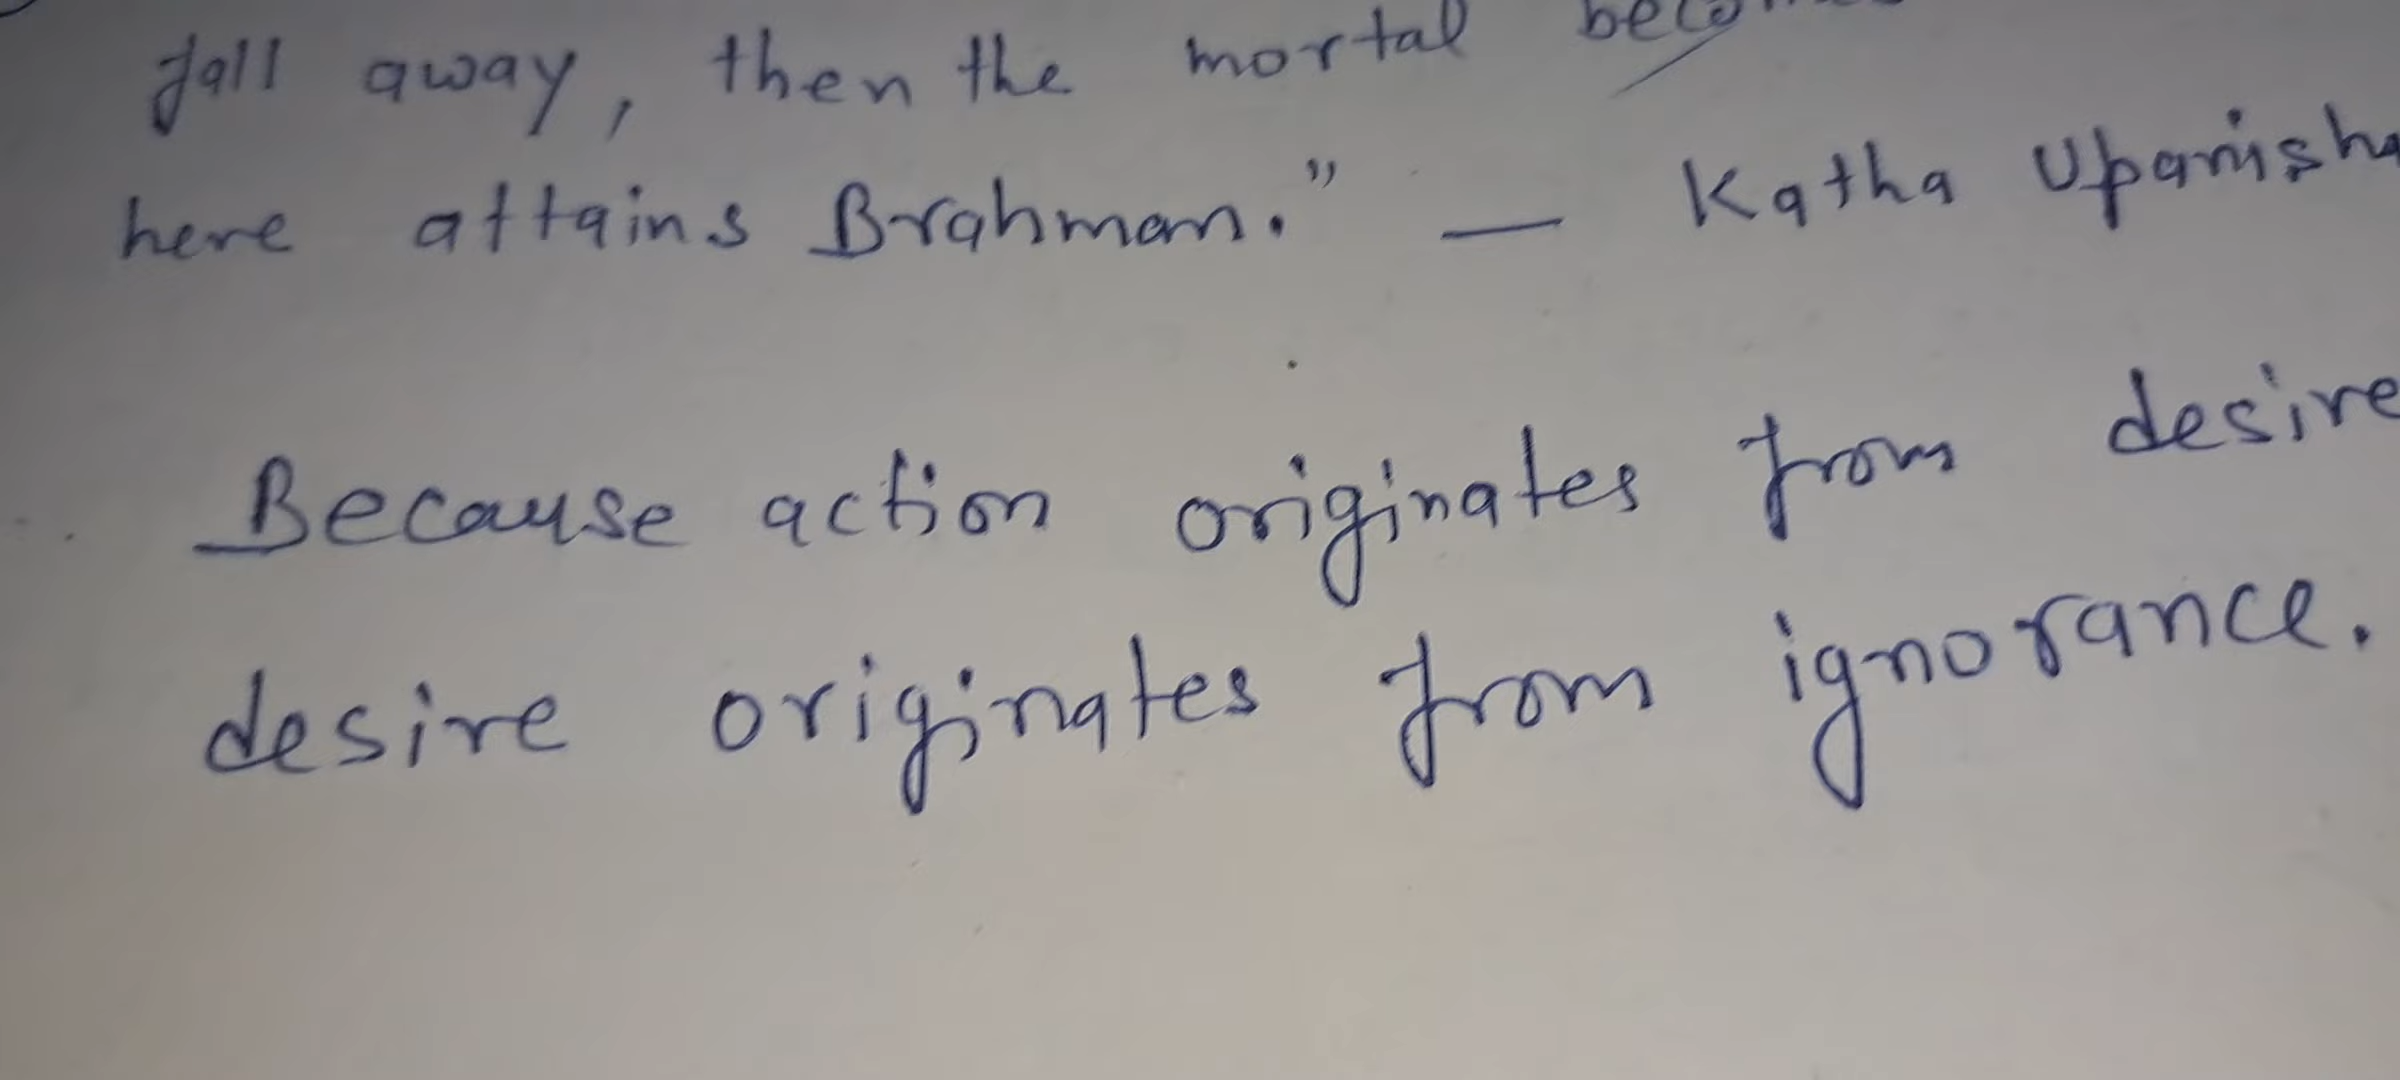 fall away, then the mortal
here attains Brahman." — Katha
Because action originates from desire
desire originates from ignorance.